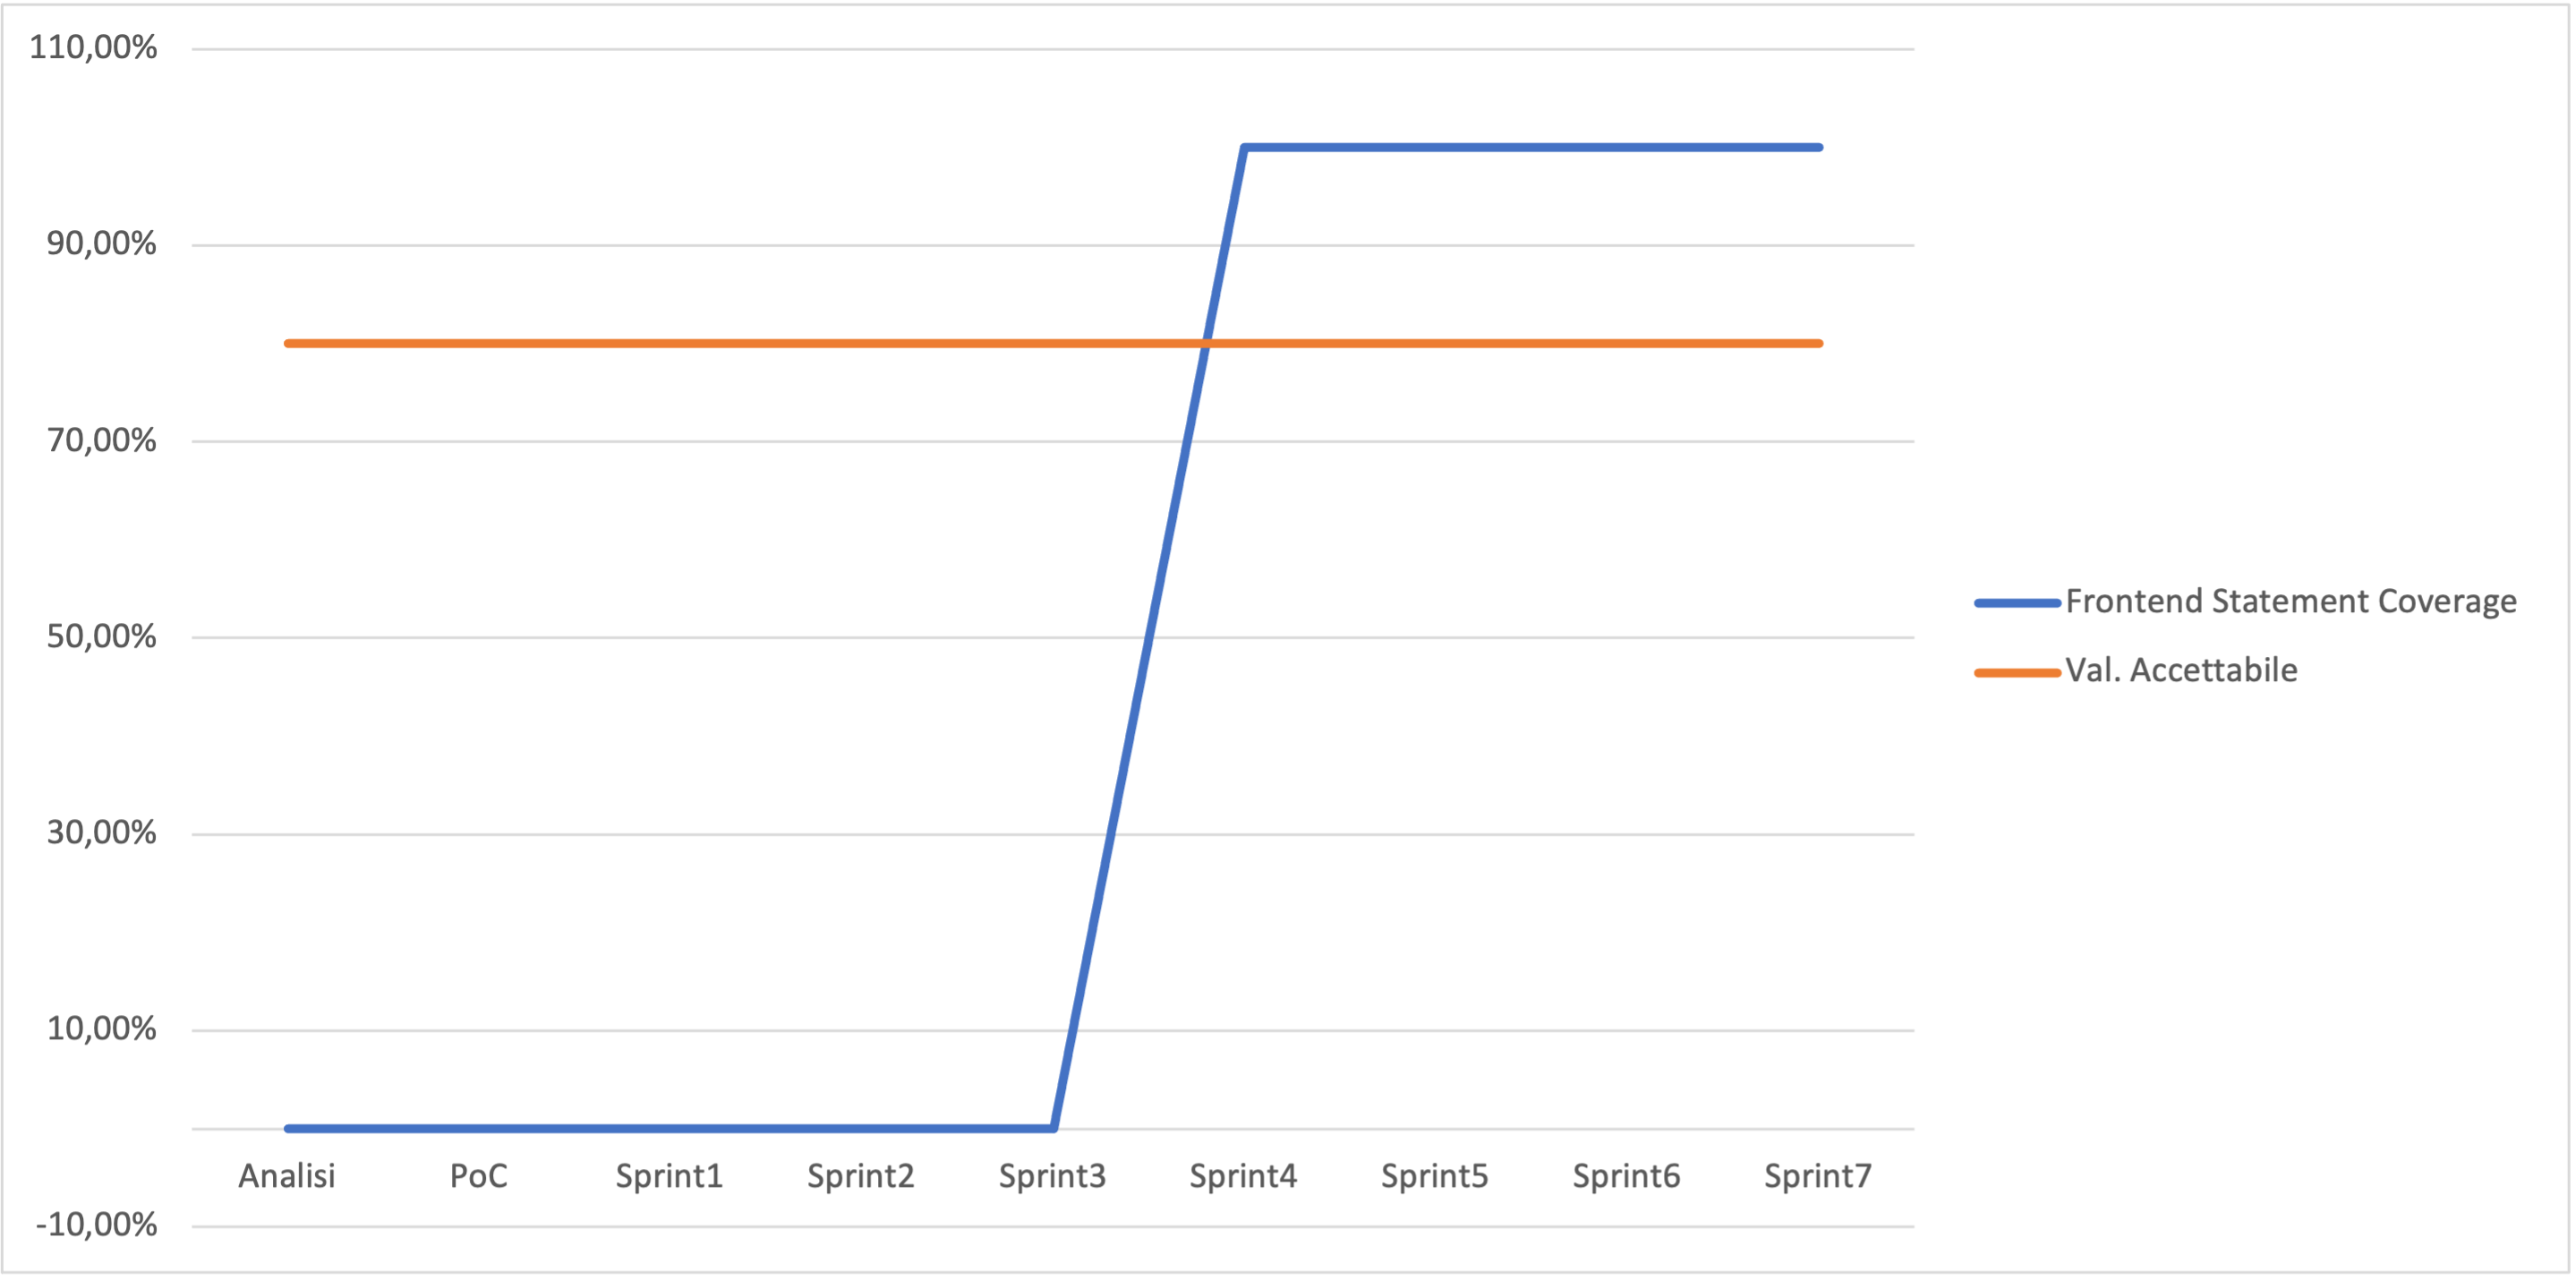 110,00%
90,00%
70,00%
50,00%
30,00%
10,00%
-10,00%
Analisi PoC Sprint1 Sprint2 Sprint3 Sprint4 Sprint5 Sprint6 Sprint7
Frontend Statement Coverage
Val. Accettabile